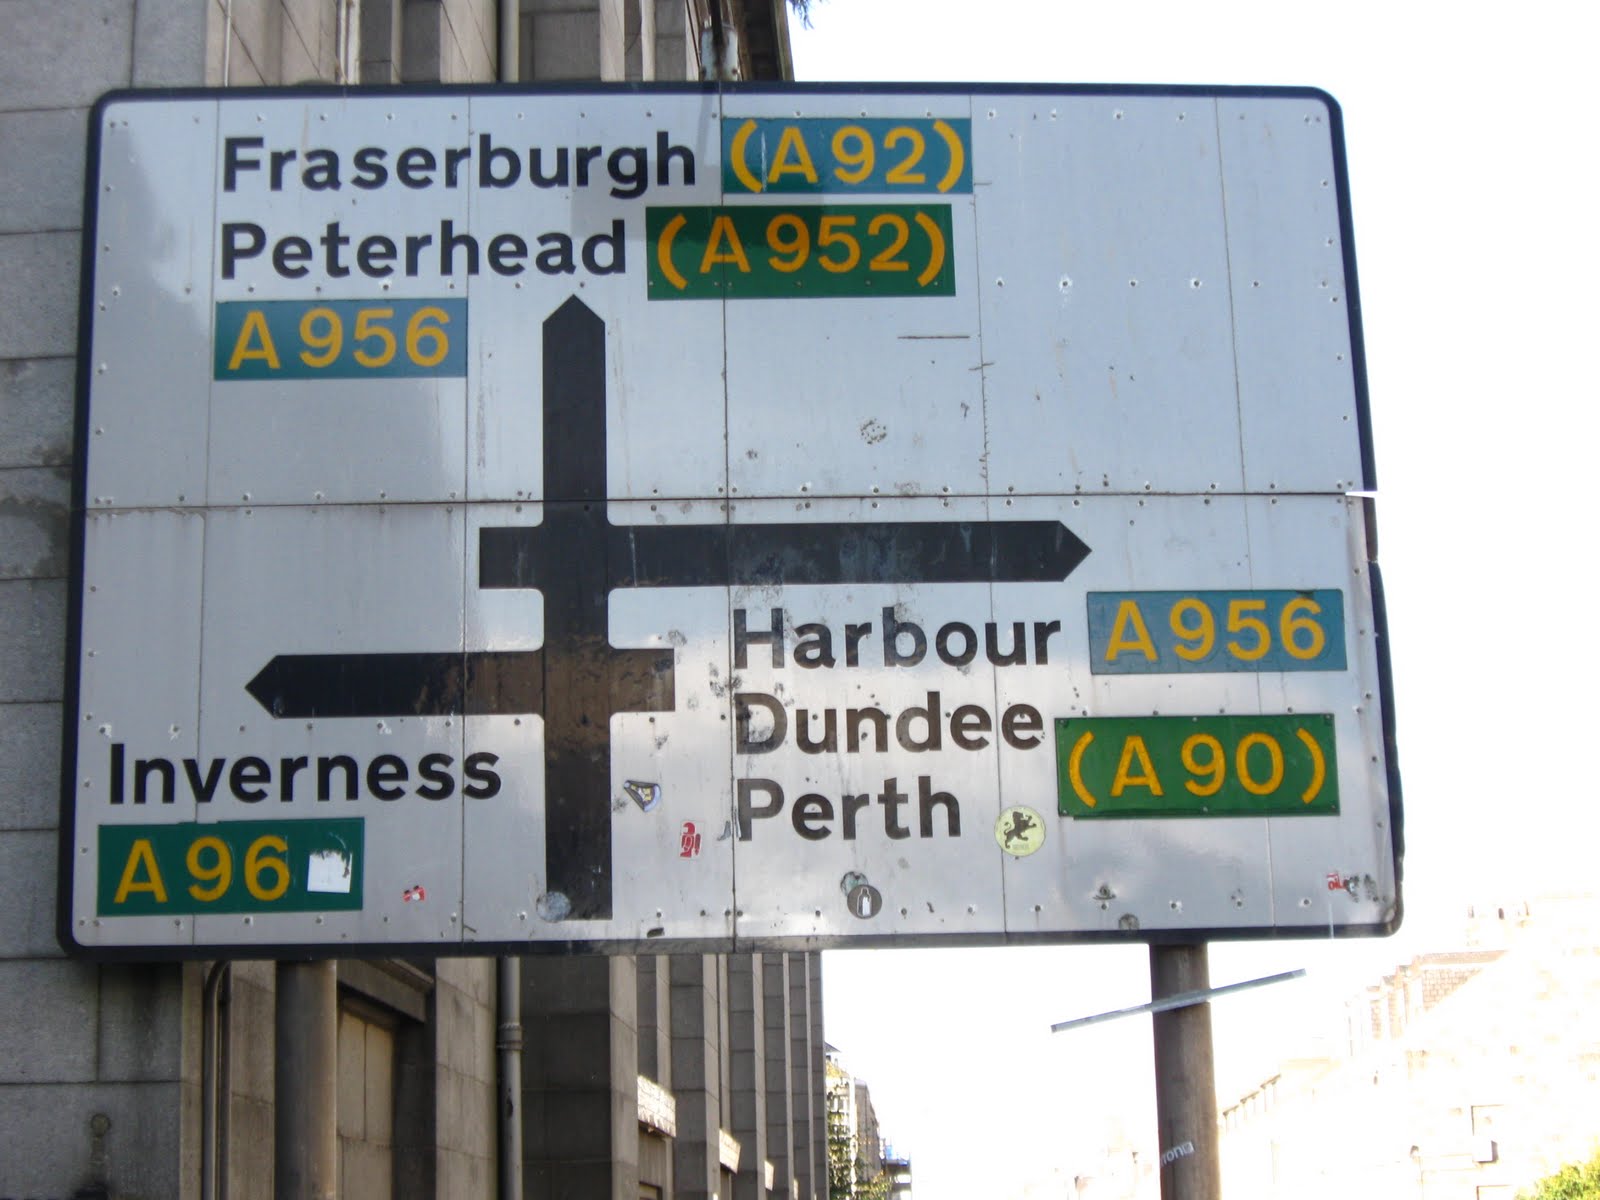 Fraserburgh (A92)
Peterhead (A952)
A956
Harbour A956
Dundee
Perth (A90)
Inverness
A96